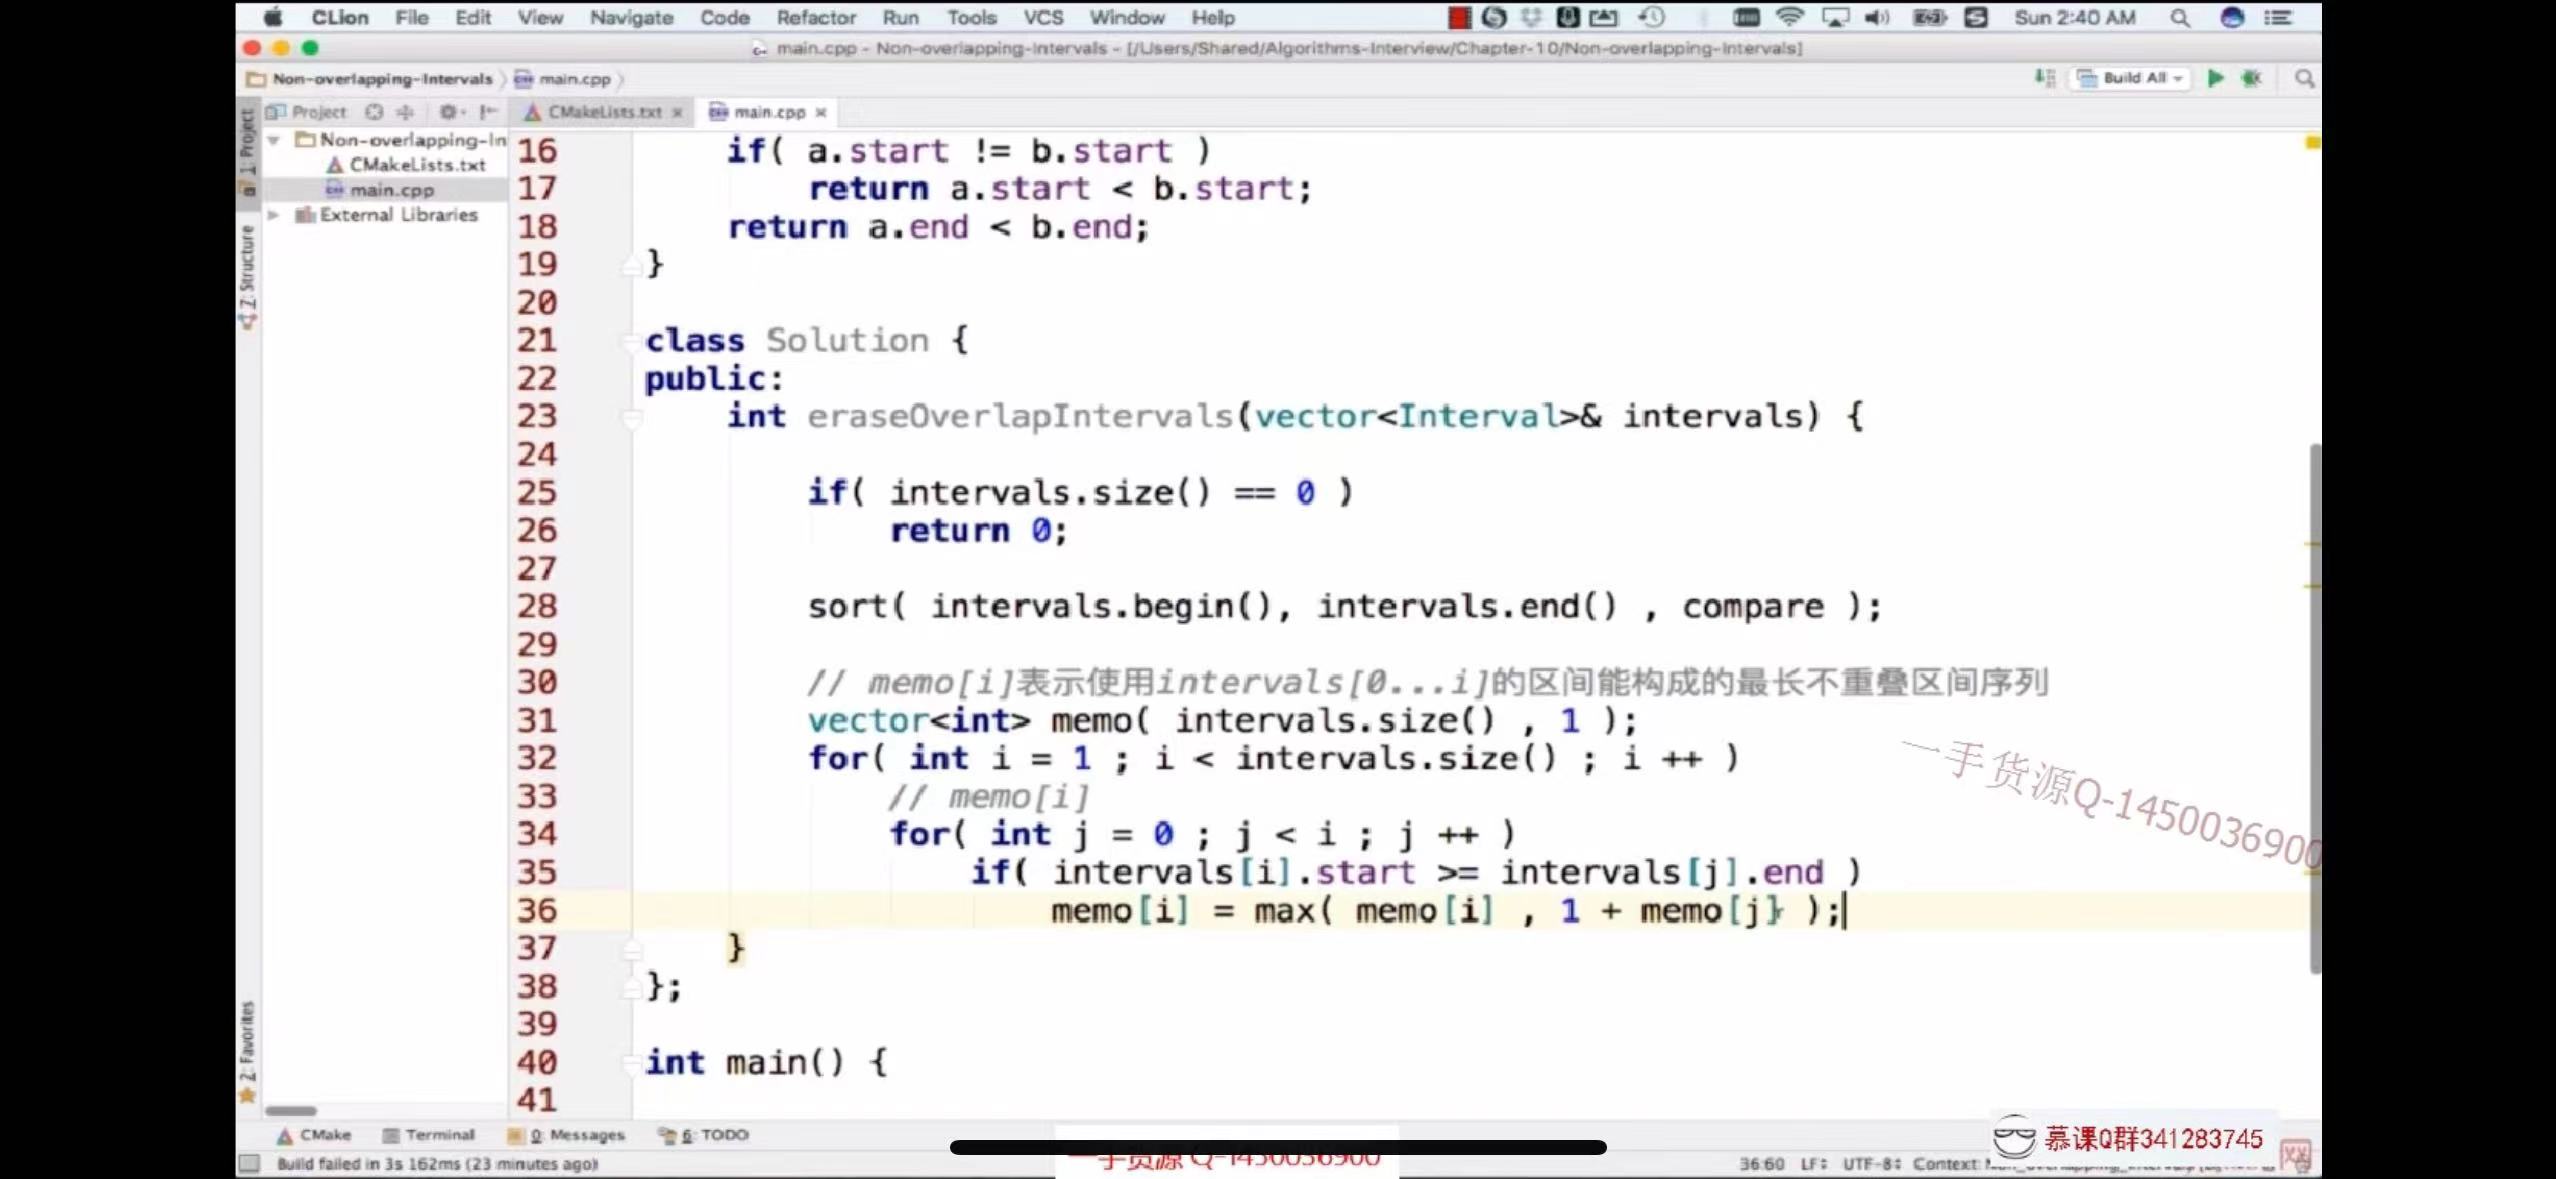 CLion File Edit View Navigate Code Refactor Run Tools VCS Window Help Sun 2:40 AM
main.cpp - Non-overlapping-Intervals - [/Users/Shared/Algorithms-Interview/Chapter-10/Non-overlapping-Intervals]
Non-overlapping-Intervals main.cpp Build All
1: Project
Project
CMakeLists.txt
main.cpp
Non-overlapping-In
CMakeLists.txt
main.cpp
External Libraries
Z: Structure
2: Favorites
16 if( a.start != b.start )
17 return a.start < b.start;
18 return a.end < b.end;
19 }
20
21 class Solution {
22 public:
23 int eraseOverlapIntervals(vector<Interval>& intervals) {
24
25 if( intervals.size() == 0 )
26 return 0;
27
28 sort( intervals.begin(), intervals.end() , compare );
29
30 // memo[i]表示使用intervals[0...i]的区间能构成的最长不重叠区间序列
31 vector<int> memo( intervals.size() , 1 );
32 for( int i = 1 ; i < intervals.size() ; i ++ )
33 // memo[i]
34 for( int j = 0 ; j < i ; j ++ )
35 if( intervals[i].start >= intervals[j].end )
36 memo[i] = max( memo[i] , 1 + memo[j] );
37 }
38 };
39
40 int main() {
41
一手货源Q-1450036900
CMake Terminal 0: Messages 6: TODO
慕课Q群341283745
Build failed in 3s 162ms (23 minutes ago)
一手货源 Q-1450036900
36:60 LF UTF-8 Context: